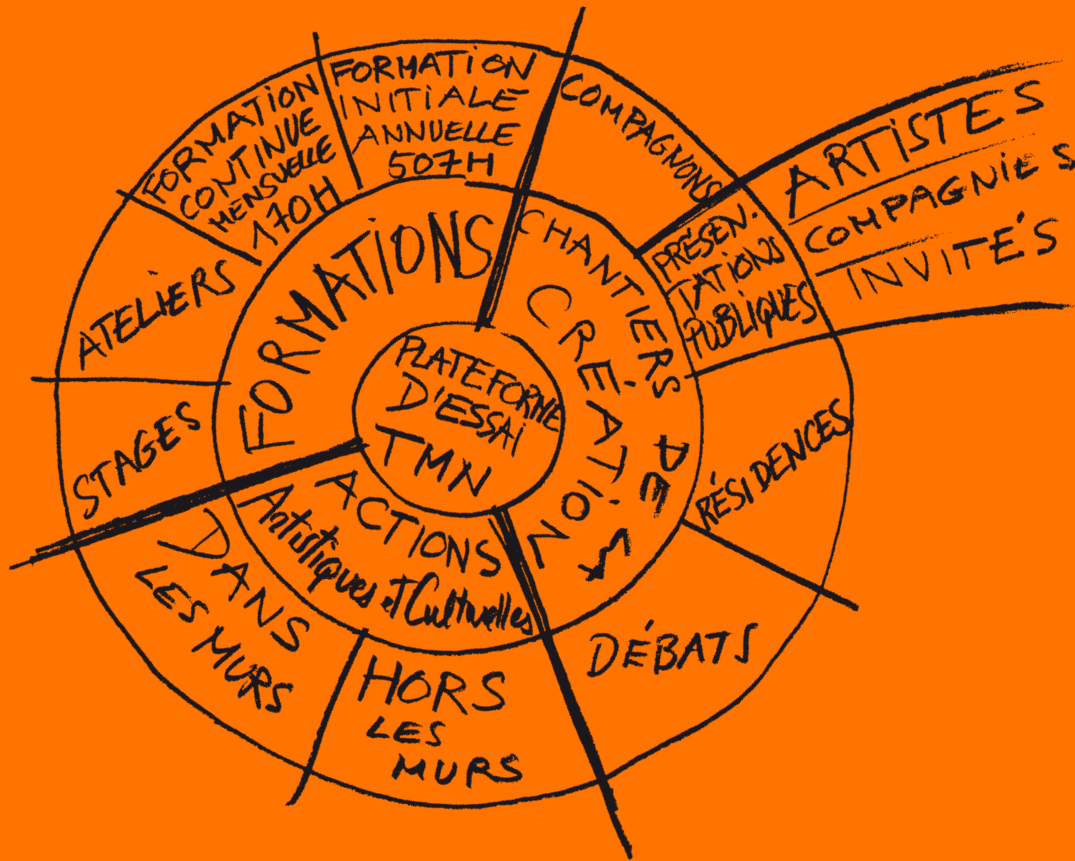 PLATEFORME
D'ESSAI
TMN
FORMATIONS
FORMATION
INITIALE
ANNUELLE
507H
FORMATION
CONTINUE
MENSUELLE
170H
ATELIERS
STAGES
CHANTIERS DE LA
CRÉATION
COMPAGNONS
PRÉSEN-
TATIONS
PUBLIQUES
ARTISTES
COMPAGNIES
INVITÉS
RÉSIDENCES
DÉBATS
ACTIONS
Artistiques et Culturelles
HORS
LES
MURS
DANS
LES MURS